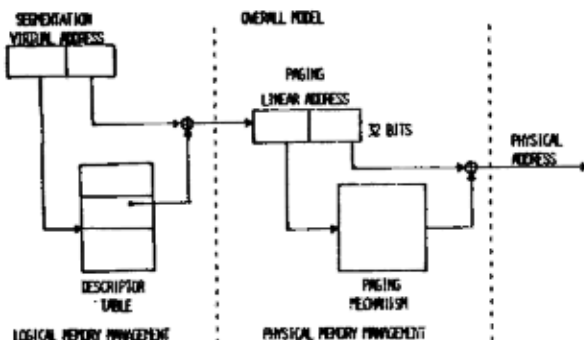 SEGMENTATION
VIRTUAL ADDRESS
OVERALL MODEL
PAGING
LINEAR ADDRESS
32 BITS
PHYSICAL
ADDRESS
DESCRIPTOR
TABLE
PAGING
MECHANISM
LOGICAL MEMORY MANAGEMENT
PHYSICAL MEMORY MANAGEMENT